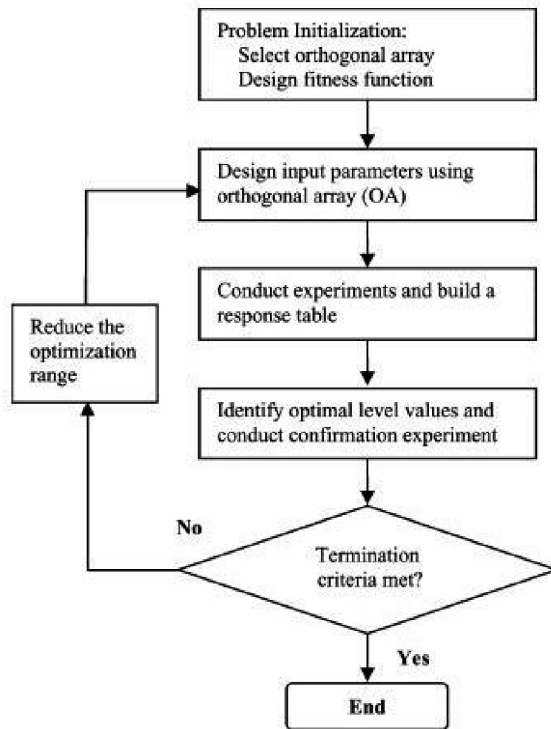 Problem Initialization:
Select orthogonal array
Design fitness function
Design input parameters using
orthogonal array (OA)
Conduct experiments and build a
response table
Reduce the
optimization
range
Identify optimal level values and
conduct confirmation experiment
No
Termination
criteria met?
Yes
End